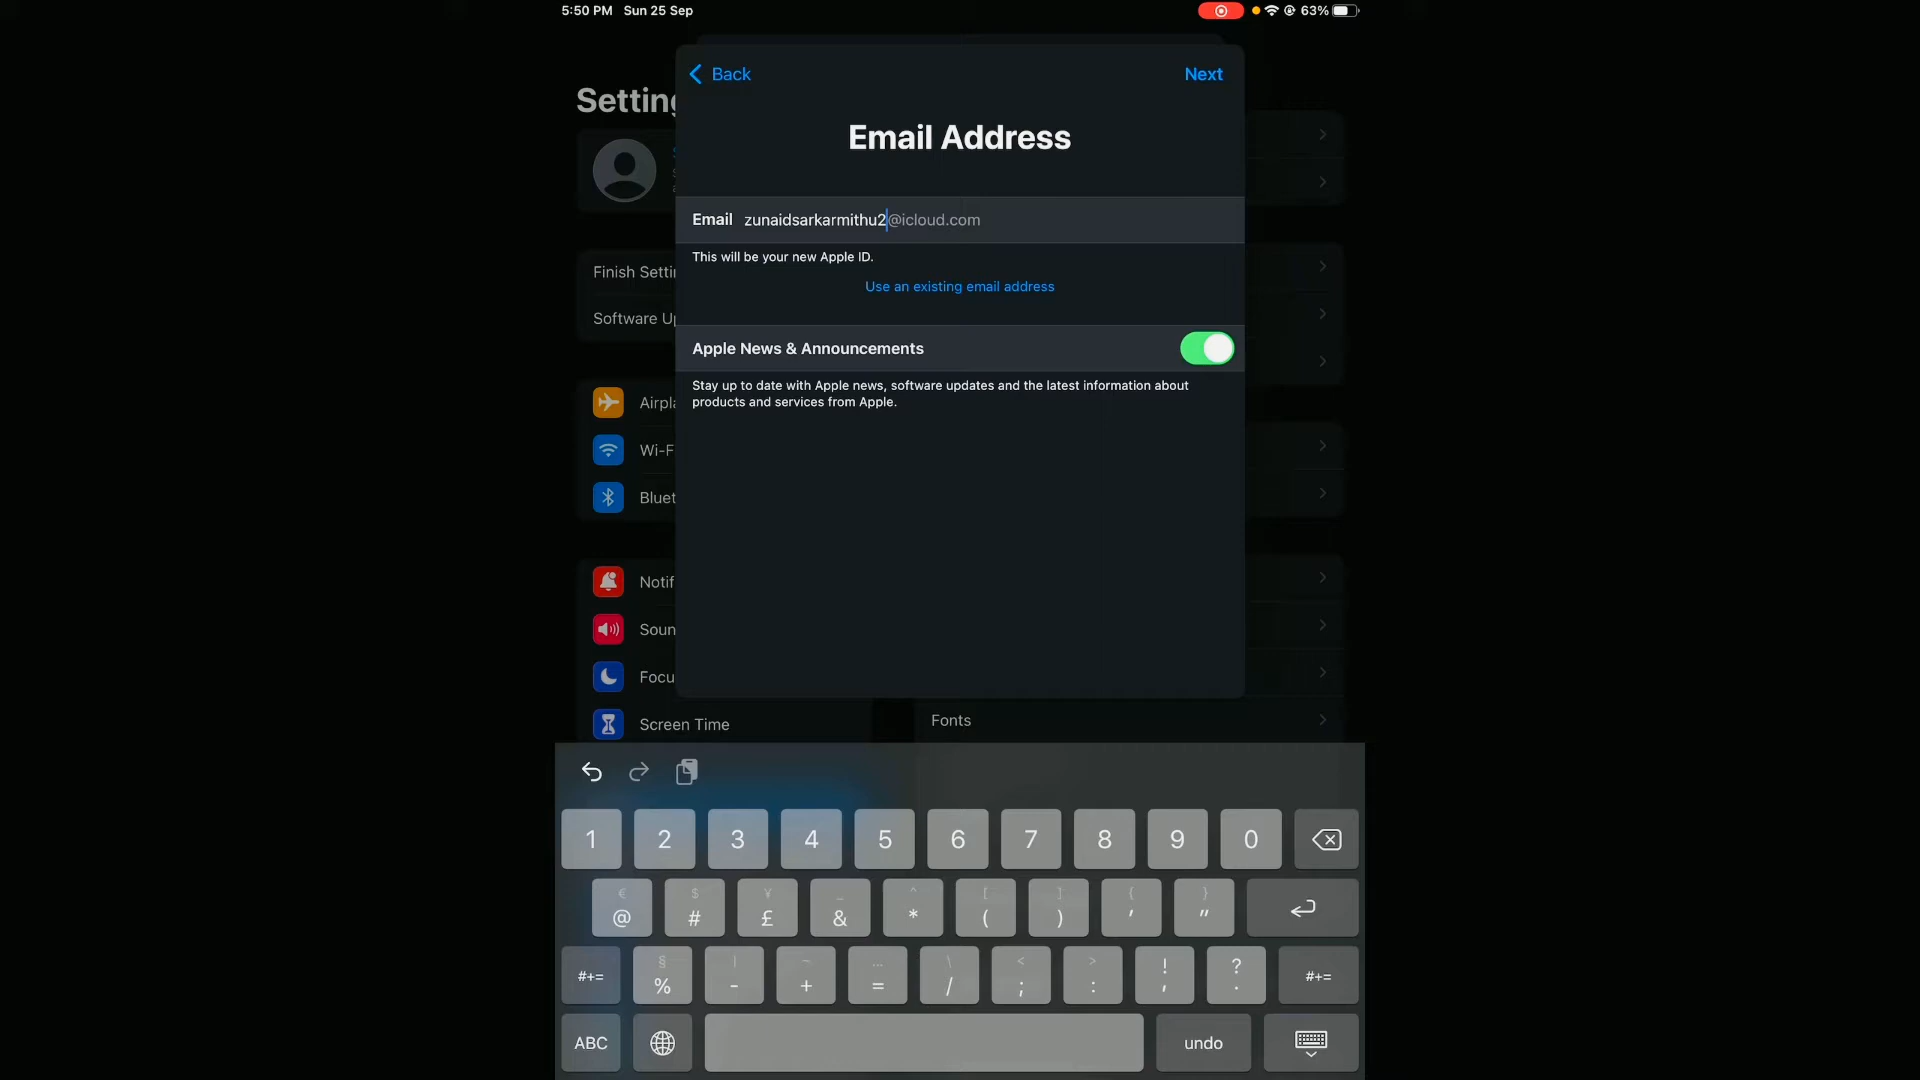 5:50 PM Sun 25 Sep
63%
Back
Next
Setting
Email Address
Email zunaidsarkarmithu2@icloud.com
This will be your new Apple ID.
Use an existing email address
Finish Setti
Software Up
Apple News & Announcements
Stay up to date with Apple news, software updates and the latest information about
products and services from Apple.
Airpla
Wi-F
Bluet
Notif
Soun
Focu
Screen Time
Fonts
1 2 3 4 5 6 7 8 9 0
€ $ ¥ _ ^ [ ] { }
@ # £ & * ( ) ' "
§ | ~ … \ < > ! ?
#+= % - + = / ; : , . #+=
ABC
undo